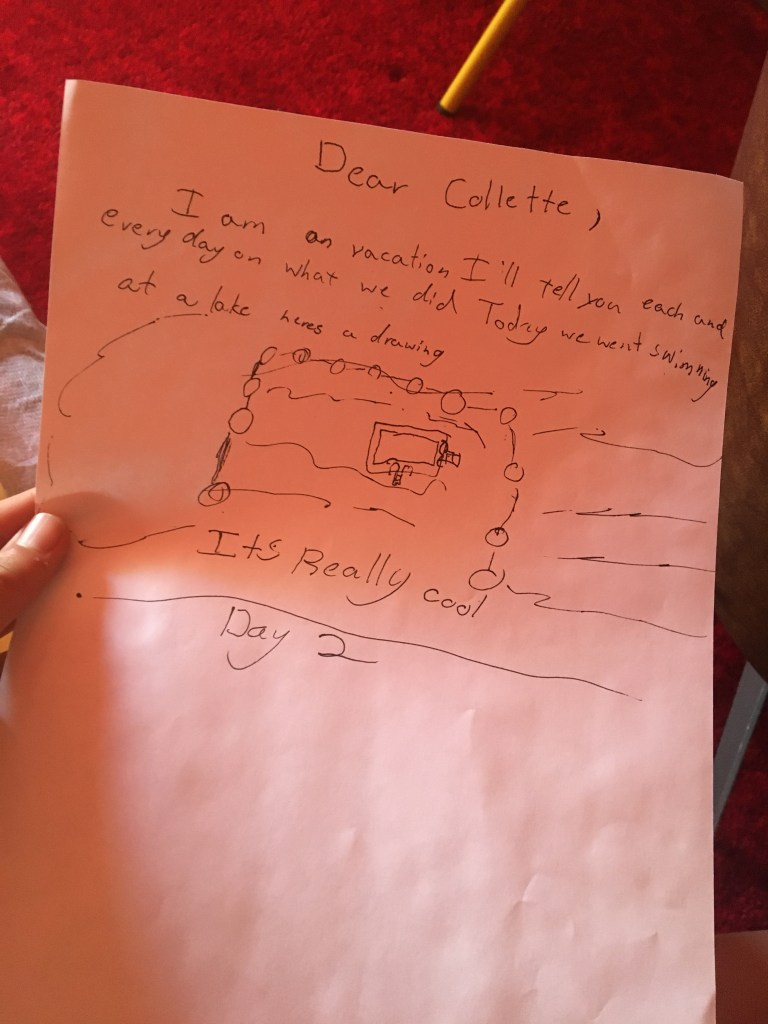 Dear Collette,
I am on vacation I'll tell you each and
every day on what we did Today we went swimming
at a lake heres a drawing
Its Really cool
Day 2